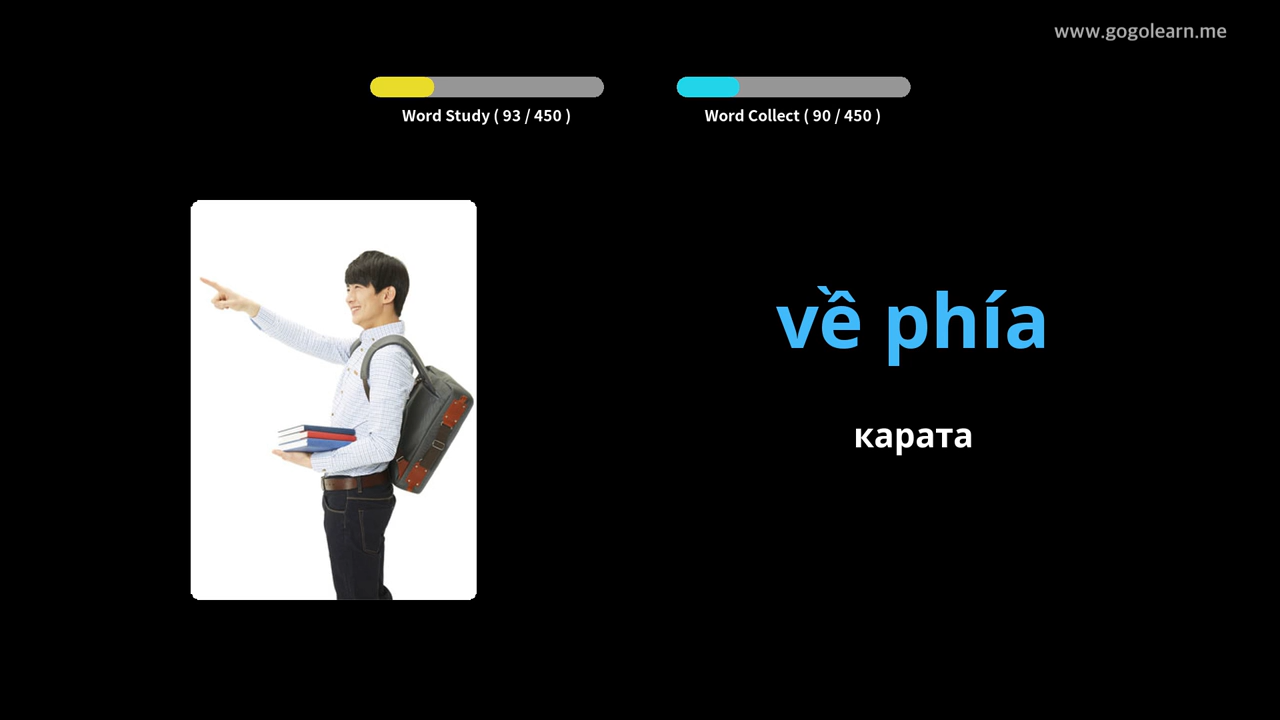 www.gogolearn.me
Word Study ( 93 / 450 )
Word Collect ( 90 / 450 )
về phía
карата